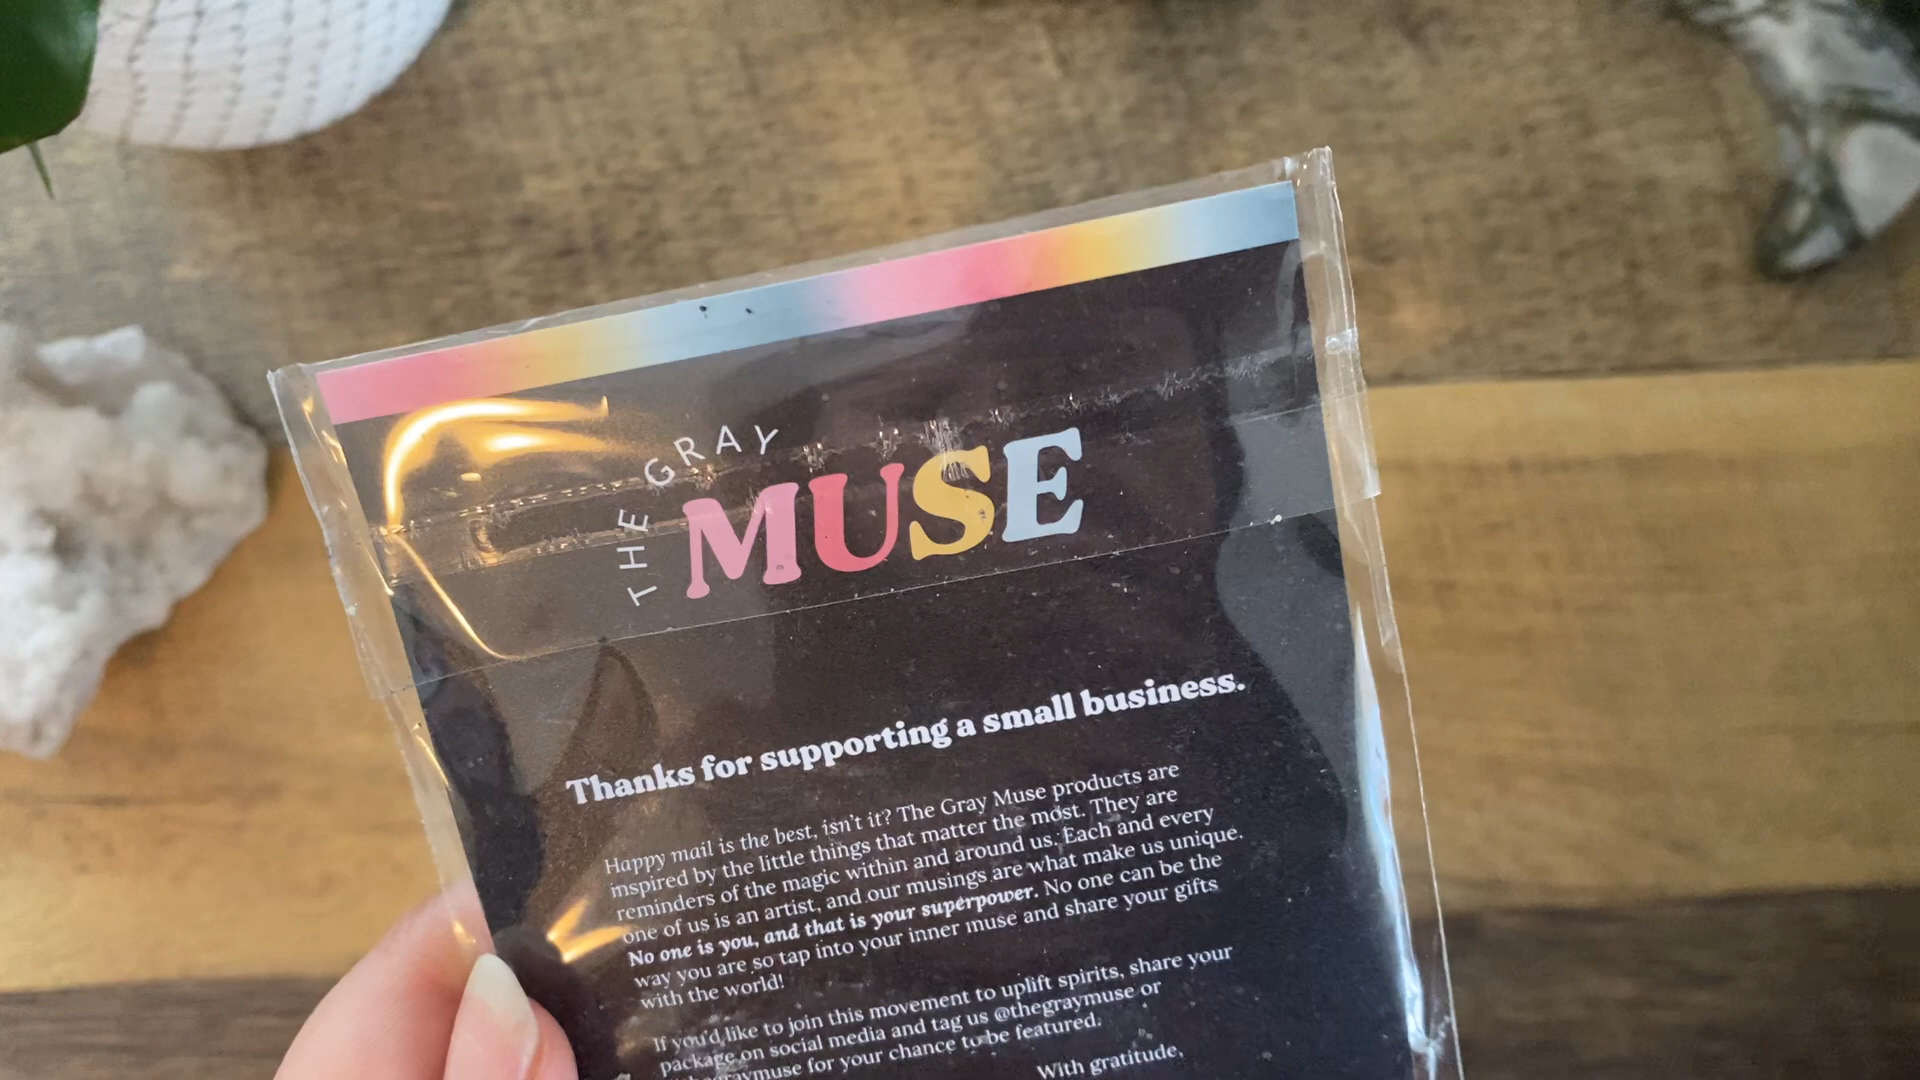 THE GRAY
MUSE
Thanks for supporting a small business.
Happy mail is the best, isn't it? The Gray Muse products are
inspired by the little things that matter the most. They are
reminders of the magic within and around us. Each and every
one of us is an artist, and our musings are what make us unique.
No one is you, and that is your superpower. No one can be the
way you are so tap into your inner muse and share your gifts
with the world!
If you'd like to join this movement to uplift spirits, share your
package on social media and tag us @thegraymuse or
for your chance to be featured.
With gratitude,